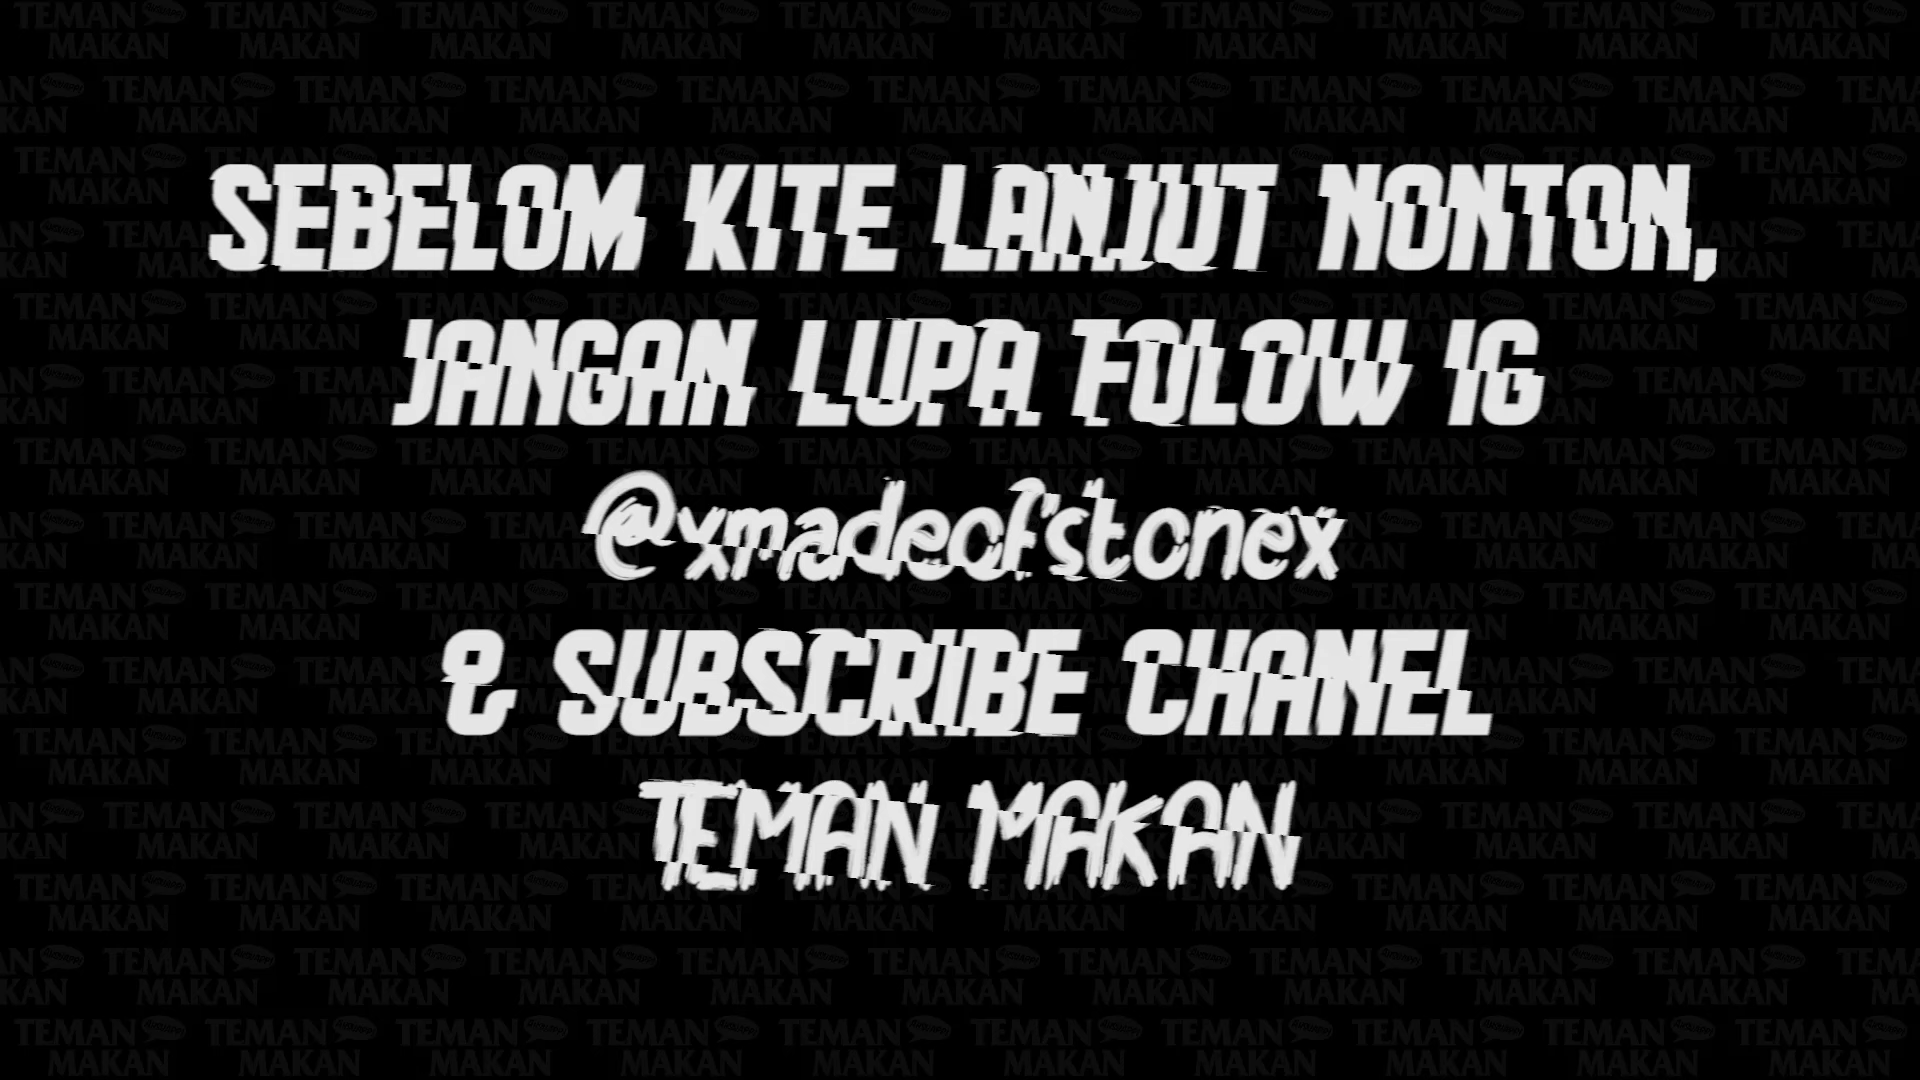 SEBELOM KITE LANJUT NONTON,
JANGAN LUPA FOLOW IG
@xmadeofstonex
& SUBSCRIBE CHANEL
TEMAN MAKAN